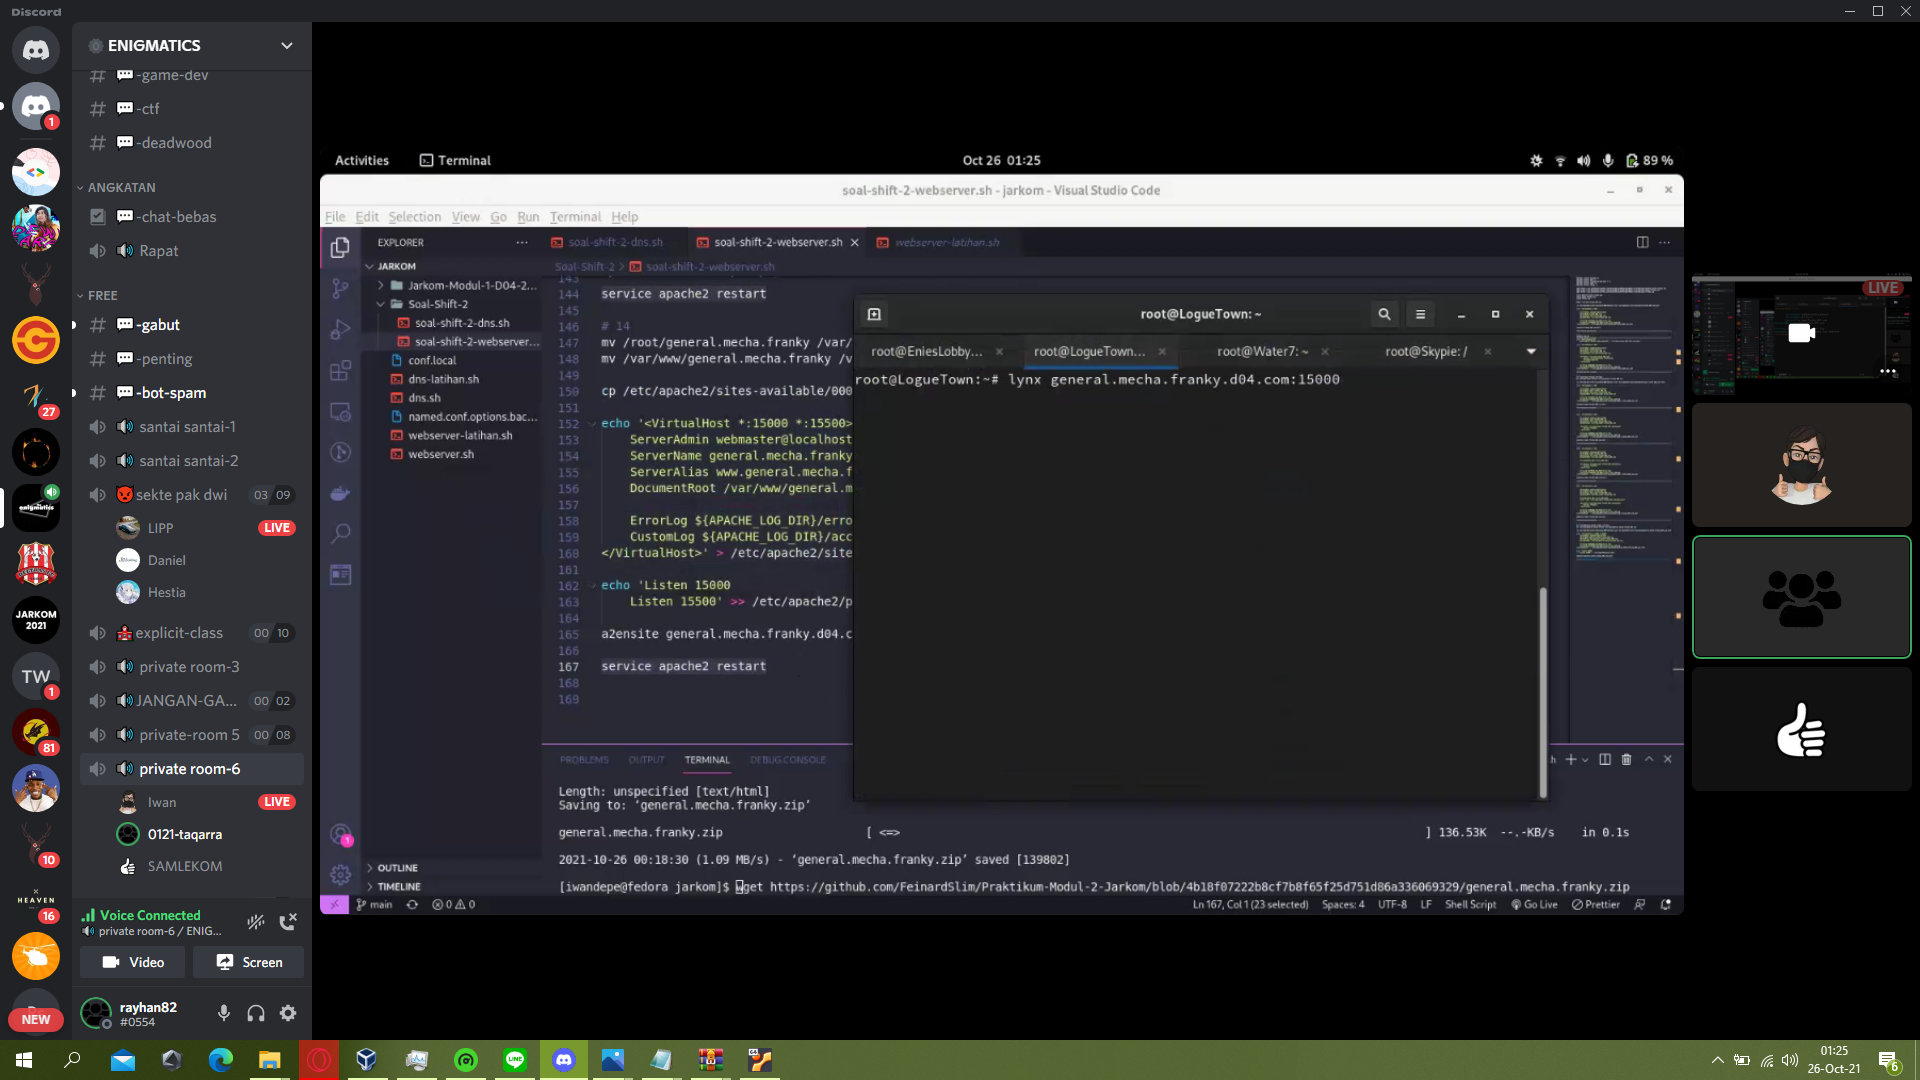 Discord
ENIGMATICS
-game-dev
-ctf
-deadwood
ANGKATAN
-chat-bebas
Rapat
FREE
-gabut
-penting
-bot-spam
santai santai-1
santai santai-2
sekte pak dwi 03 09
LIPP LIVE
Daniel
Hestia
explicit-class 00 10
private room-3
JANGAN-GA... 00 02
private-room 5 00 08
private room-6
Iwan LIVE
0121-taqarra
SAMLEKOM
Voice Connected
private room-6 / ENIG...
Video
Screen
rayhan82
#0554
1
27
enigmatics
JARKOM
2021
TW
1
81
10
HEAVEN
16
NEW
Activities
Terminal
Oct 26 01:25
89 %
soal-shift-2-webserver.sh - jarkom - Visual Studio Code
File Edit Selection View Go Run Terminal Help
EXPLORER
soal-shift-2-dns.sh
soal-shift-2-webserver.sh
webserver-latihan.sh
Soal-Shift-2 > soal-shift-2-webserver.sh
JARKOM
Jarkom-Modul-1-D04-2...
Soal-Shift-2
soal-shift-2-dns.sh
soal-shift-2-webserver...
conf.local
dns-latihan.sh
dns.sh
named.conf.options.bac...
webserver-latihan.sh
webserver.sh
OUTLINE
TIMELINE
143
144 service apache2 restart
145
146 # 14
147 mv /root/general.mecha.franky /var/
148 mv /var/www/general.mecha.franky /v
149
150 cp /etc/apache2/sites-available/000
151
152 echo '<VirtualHost *:15000 *:15500>
153 ServerAdmin webmaster@localhost
154 ServerName general.mecha.franky
155 ServerAlias www.general.mecha.f
156 DocumentRoot /var/www/general.m
157
158 ErrorLog ${APACHE_LOG_DIR}/erro
159 CustomLog ${APACHE_LOG_DIR}/acc
160 </VirtualHost>' > /etc/apache2/site
161
162 echo 'Listen 15000
163 Listen 15500' >> /etc/apache2/p
164
165 a2ensite general.mecha.franky.d04.c
166
167 service apache2 restart
168
169
root@LogueTown: ~
root@EniesLobby...
root@LogueTown...
root@Water7: ~
root@Skypie: /
root@LogueTown:~# lynx general.mecha.franky.d04.com:15000
PROBLEMS OUTPUT TERMINAL DEBUG CONSOLE
Length: unspecified [text/html]
Saving to: ‘general.mecha.franky.zip’
general.mecha.franky.zip [ <=> ] 136.53K --.-KB/s in 0.1s
2021-10-26 00:18:30 (1.09 MB/s) - ‘general.mecha.franky.zip’ saved [139802]
[iwandepe@fedora jarkom]$ wget https://github.com/FeinardSlim/Praktikum-Modul-2-Jarkom/blob/4b18f07222b8cf7b8f65f25d751d86a336069329/general.mecha.franky.zip
main
0 0
Ln 167, Col 1 (23 selected) Spaces: 4 UTF-8 LF Shell Script Go Live Prettier
LIVE
01:25
26-Oct-21
6